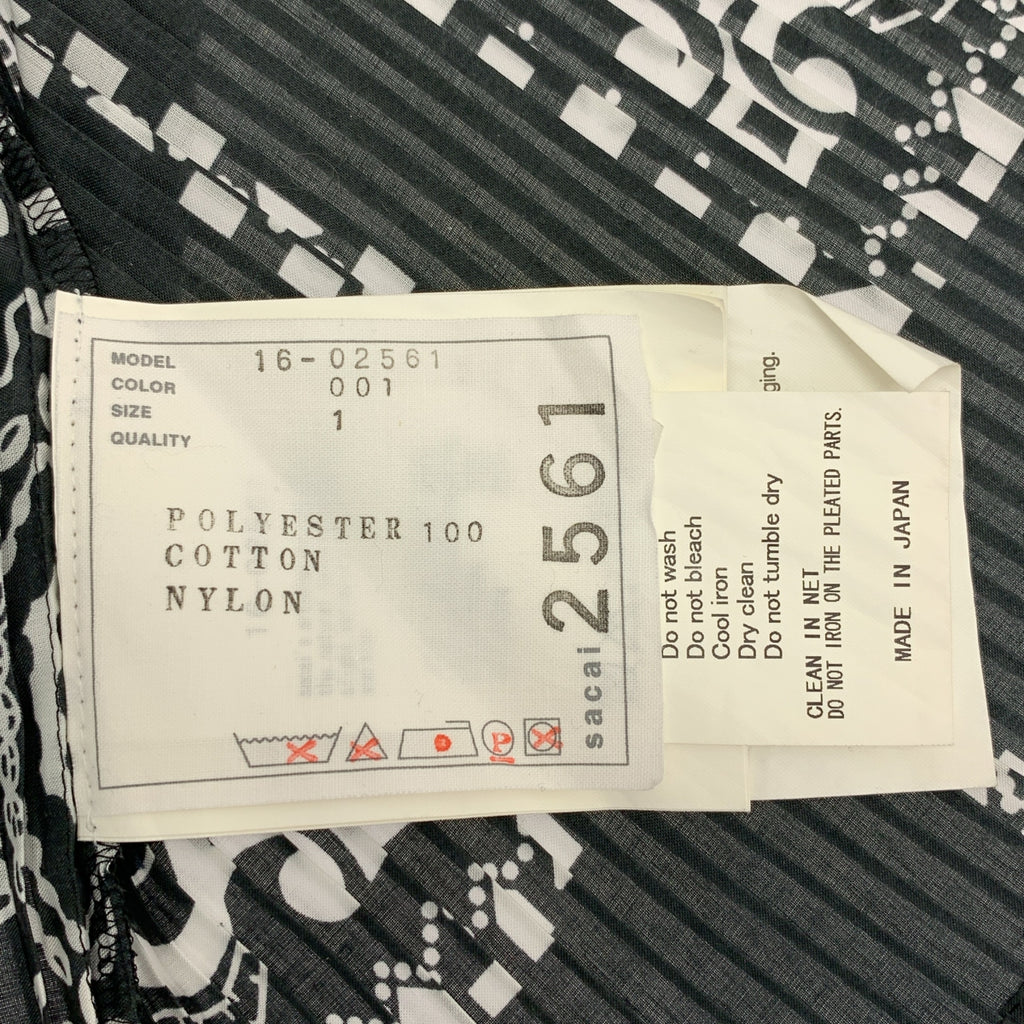 MODEL 16-02561
COLOR 001
SIZE 1
QUALITY
POLYESTER 100
COTTON
NYLON
P
sacai 2561
ging.
Do not wash
Do not bleach
Cool iron
Dry clean
Do not tumble dry
CLEAN IN NET
DO NOT IRON ON THE PLEATED PARTS.
MADE IN JAPAN